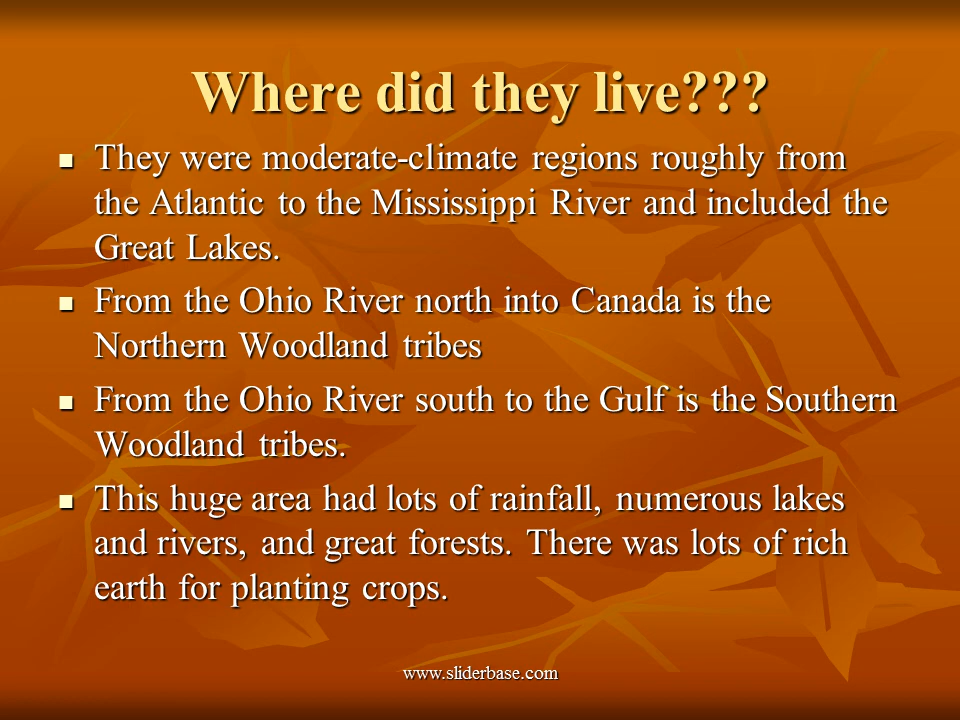 Where did they live???
They were moderate-climate regions roughly from
the Atlantic to the Mississippi River and included the
Great Lakes.
From the Ohio River north into Canada is the
Northern Woodland tribes
From the Ohio River south to the Gulf is the Southern
Woodland tribes.
This huge area had lots of rainfall, numerous lakes
and rivers, and great forests. There was lots of rich
earth for planting crops.
www.sliderbase.com